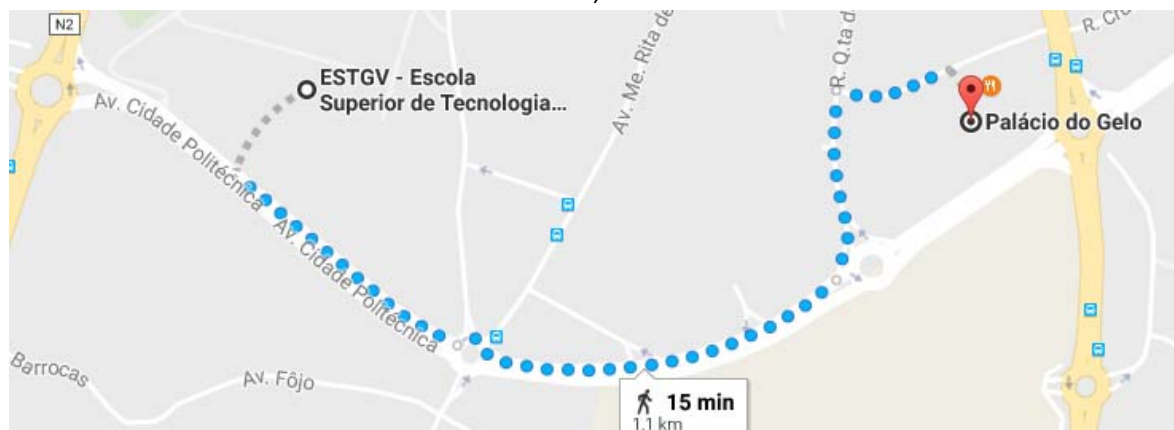 N2
ESTGV - Escola
Superior de Tecnologia...
Av. Cidade Politécnica
Av. Cidade Politécnica
Av. Me. Rita de
R. Q.ta d
R. Cro
Palácio do Gelo
Barrocas
Av. Fôjo
15 min
1,1 km